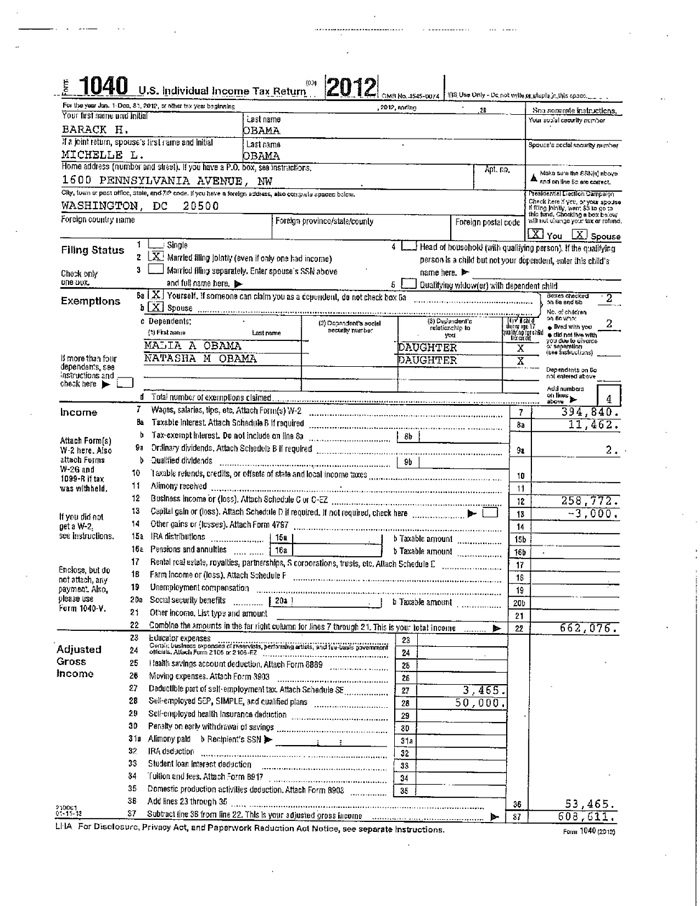 FORM 1040 U.S. Individual Income Tax Return (99) 2012 OMB No. 1545-0074 IRS Use Only - Do not write or staple in this space.
For the year Jan. 1-Dec. 31, 2012, or other tax year beginning , 2012, ending , 20 See separate instructions.
Your first name and initial Last name Your social security number
BARACK H. OBAMA
If a joint return, spouse's first name and initial Last name Spouse's social security number
MICHELLE L. OBAMA
Home address (number and street). If you have a P.O. box, see instructions. Apt. no. Make sure the SSN(s) above and on line 6c are correct.
1600 PENNSYLVANIA AVENUE, NW
City, town or post office, state, and ZIP code. If you have a foreign address, also complete spaces below. Presidential Election Campaign
WASHINGTON, DC 20500 Check here if you, or your spouse if filing jointly, want $3 to go to this fund. Checking a box below will not change your tax or refund.
Foreign country name Foreign province/state/county Foreign postal code X You X Spouse
Filing Status
Check only one box.
1 Single
2 X Married filing jointly (even if only one had income)
3 Married filing separately. Enter spouse's SSN above and full name here. ▶
4 Head of household (with qualifying person). If the qualifying person is a child but not your dependent, enter this child's name here. ▶
5 Qualifying widow(er) with dependent child
Exemptions
6a X Yourself. If someone can claim you as a dependent, do not check box 6a
b X Spouse
Boxes checked on 6a and 6b 2
c Dependents:
(1) First name Last name (2) Dependent's social security number (3) Dependent's relationship to you
MALIA A OBAMA DAUGHTER X
NATASHA M OBAMA DAUGHTER X
No. of children on 6c who: ● lived with you 2
● did not live with you due to divorce or separation (see instructions)
Dependents on 6c not entered above
If more than four dependents, see instructions and check here ▶
d Total number of exemptions claimed Add numbers on lines above ▶ 4
Income
7 Wages, salaries, tips, etc. Attach Form(s) W-2 7 394,840.
8a Taxable interest. Attach Schedule B if required 8a 11,462.
b Tax-exempt interest. Do not include on line 8a 8b
9a Ordinary dividends. Attach Schedule B if required 9a 2.
b Qualified dividends 9b
10 Taxable refunds, credits, or offsets of state and local income taxes 10
11 Alimony received 11
12 Business income or (loss). Attach Schedule C or C-EZ 12 258,772.
13 Capital gain or (loss). Attach Schedule D if required. If not required, check here ▶ 13 -3,000.
14 Other gains or (losses). Attach Form 4797 14
15a IRA distributions 15a b Taxable amount 15b
16a Pensions and annuities 16a b Taxable amount 16b
17 Rental real estate, royalties, partnerships, S corporations, trusts, etc. Attach Schedule E 17
18 Farm income or (loss). Attach Schedule F 18
19 Unemployment compensation 19
20a Social security benefits 20a b Taxable amount 20b
21 Other income. List type and amount 21
22 Combine the amounts in the far right column for lines 7 through 21. This is your total income ▶ 22 662,076.
Attach Form(s) W-2 here. Also attach Forms W-2G and 1099-R if tax was withheld.
If you did not get a W-2, see instructions.
Enclose, but do not attach, any payment. Also, please use Form 1040-V.
Adjusted Gross Income
23 Educator expenses 23
24 Certain business expenses of reservists, performing artists, and fee-basis government officials. Attach Form 2106 or 2106-EZ 24
25 Health savings account deduction. Attach Form 8889 25
26 Moving expenses. Attach Form 3903 26
27 Deductible part of self-employment tax. Attach Schedule SE 27 3,465.
28 Self-employed SEP, SIMPLE, and qualified plans 28 50,000.
29 Self-employed health insurance deduction 29
30 Penalty on early withdrawal of savings 30
31a Alimony paid b Recipient's SSN ▶ 31a
32 IRA deduction 32
33 Student loan interest deduction 33
34 Tuition and fees. Attach Form 8917 34
35 Domestic production activities deduction. Attach Form 8903 35
36 Add lines 23 through 35 36 53,465.
37 Subtract line 36 from line 22. This is your adjusted gross income ▶ 37 608,611.
LHA For Disclosure, Privacy Act, and Paperwork Reduction Act Notice, see separate instructions. Form 1040 (2012)